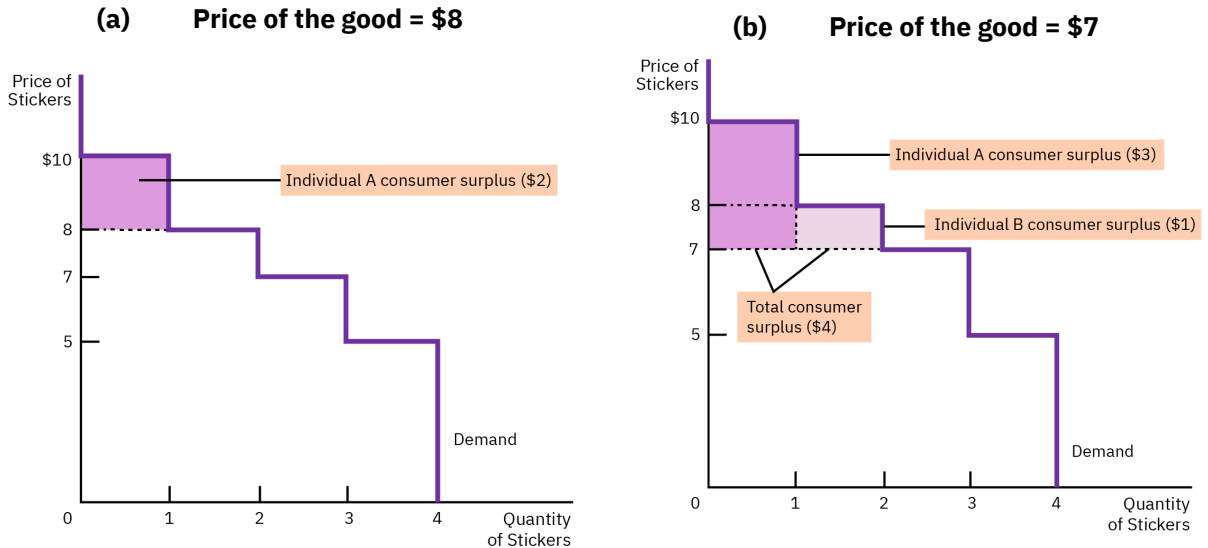 (a) Price of the good = $8
Price of
Stickers
$10
Individual A consumer surplus ($2)
8
7
5
Demand
0 1 2 3 4 Quantity
of Stickers
(b) Price of the good = $7
Price of
Stickers
$10
Individual A consumer surplus ($3)
8
Individual B consumer surplus ($1)
7
Total consumer
surplus ($4)
5
Demand
0 1 2 3 4 Quantity
of Stickers